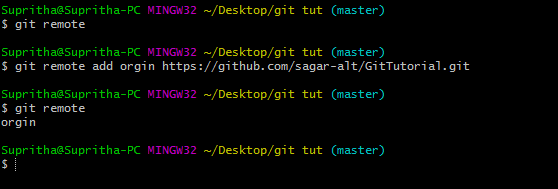 Supritha@Supritha-PC MINGW32 ~/Desktop/git tut (master)
$ git remote
Supritha@Supritha-PC MINGW32 ~/Desktop/git tut (master)
$ git remote add orgin https://github.com/sagar-alt/GitTutorial.git
Supritha@Supritha-PC MINGW32 ~/Desktop/git tut (master)
$ git remote
orgin
Supritha@Supritha-PC MINGW32 ~/Desktop/git tut (master)
$